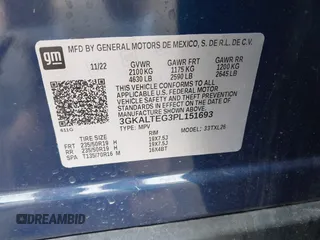 gm
MFD BY GENERAL MOTORS DE MEXICO, S. DE R.L. DE C.V.
11/22 GVWR GAWR FRT GAWR RR
2100 KG 1175 KG 1200 KG
4630 LB 2590 LB 2645 LB
THIS VEHICLE CONFORMS TO ALL APPLICABLE U.S. FEDERAL MOTOR VEHICLE SAFETY, BUMPER, AND THEFT PREVENTION STANDARDS IN EFFECT ON THE DATE OF MANUFACTURE SHOWN ABOVE.
3GKALTEG3PL151693
TYPE: MPV MODEL: 33TXL26
TIRE SIZE RIM
FRT 235/50R19 H 19X7.5J
RR 235/50R19 H 19X7.5J
SPA T135/70R16 M 16X4BT
DREAMBID